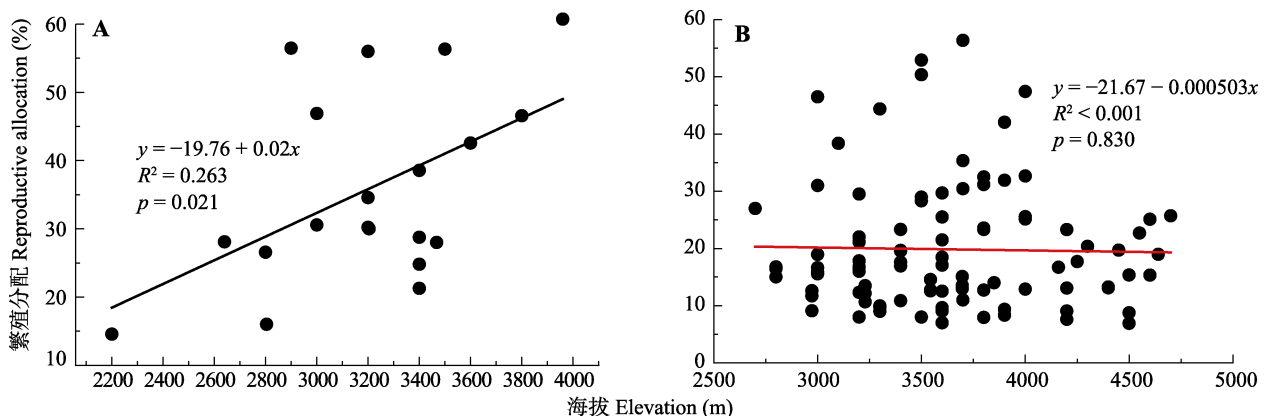 繁殖分配 Reproductive allocation (%)
A
60
50
40
30
20
10
y = −19.76 + 0.02x
R² = 0.263
p = 0.021
2200 2400 2600 2800 3000 3200 3400 3600 3800 4000
B
60
50
40
30
20
10
0
y = −21.67 − 0.000503x
R² < 0.001
p = 0.830
2500 3000 3500 4000 4500 5000
海拔 Elevation (m)